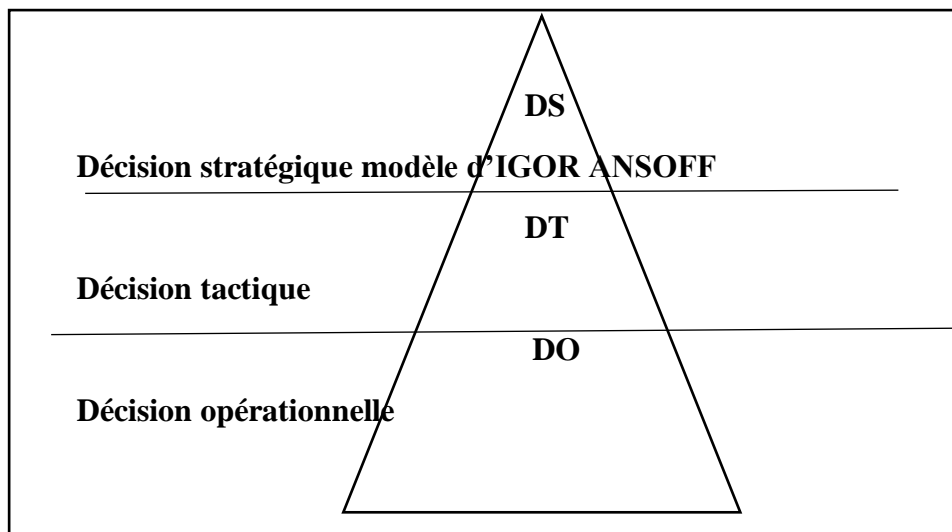 DS
Décision stratégique modèle d’IGOR ANSOFF
DT
Décision tactique
DO
Décision opérationnelle